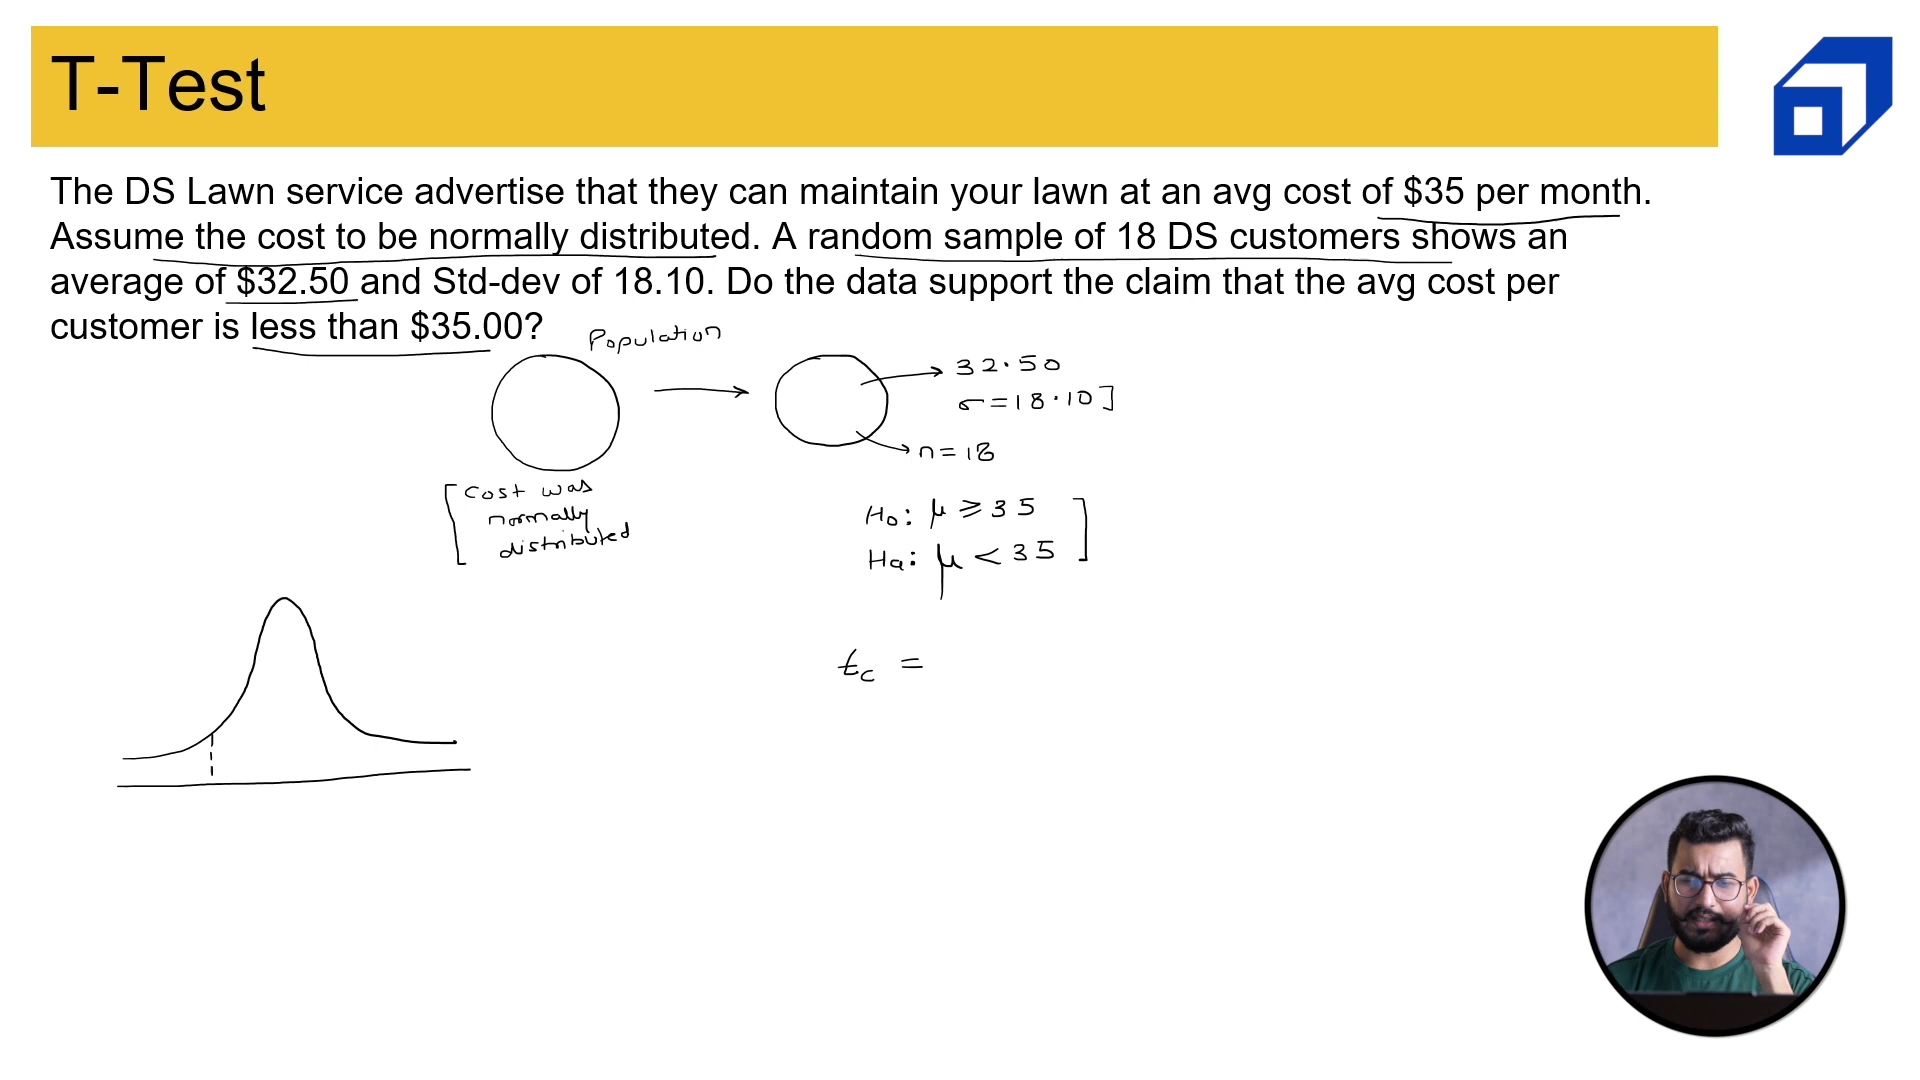 T-Test
The DS Lawn service advertise that they can maintain your lawn at an avg cost of $35 per month.
Assume the cost to be normally distributed. A random sample of 18 DS customers shows an
average of $32.50 and Std-dev of 18.10. Do the data support the claim that the avg cost per
customer is less than $35.00?
Population
32.50
σ = 18.10]
n = 18
[Cost was
normally
distributed
H₀: μ ≥ 35
Hₐ: μ < 35 ]
t_c =